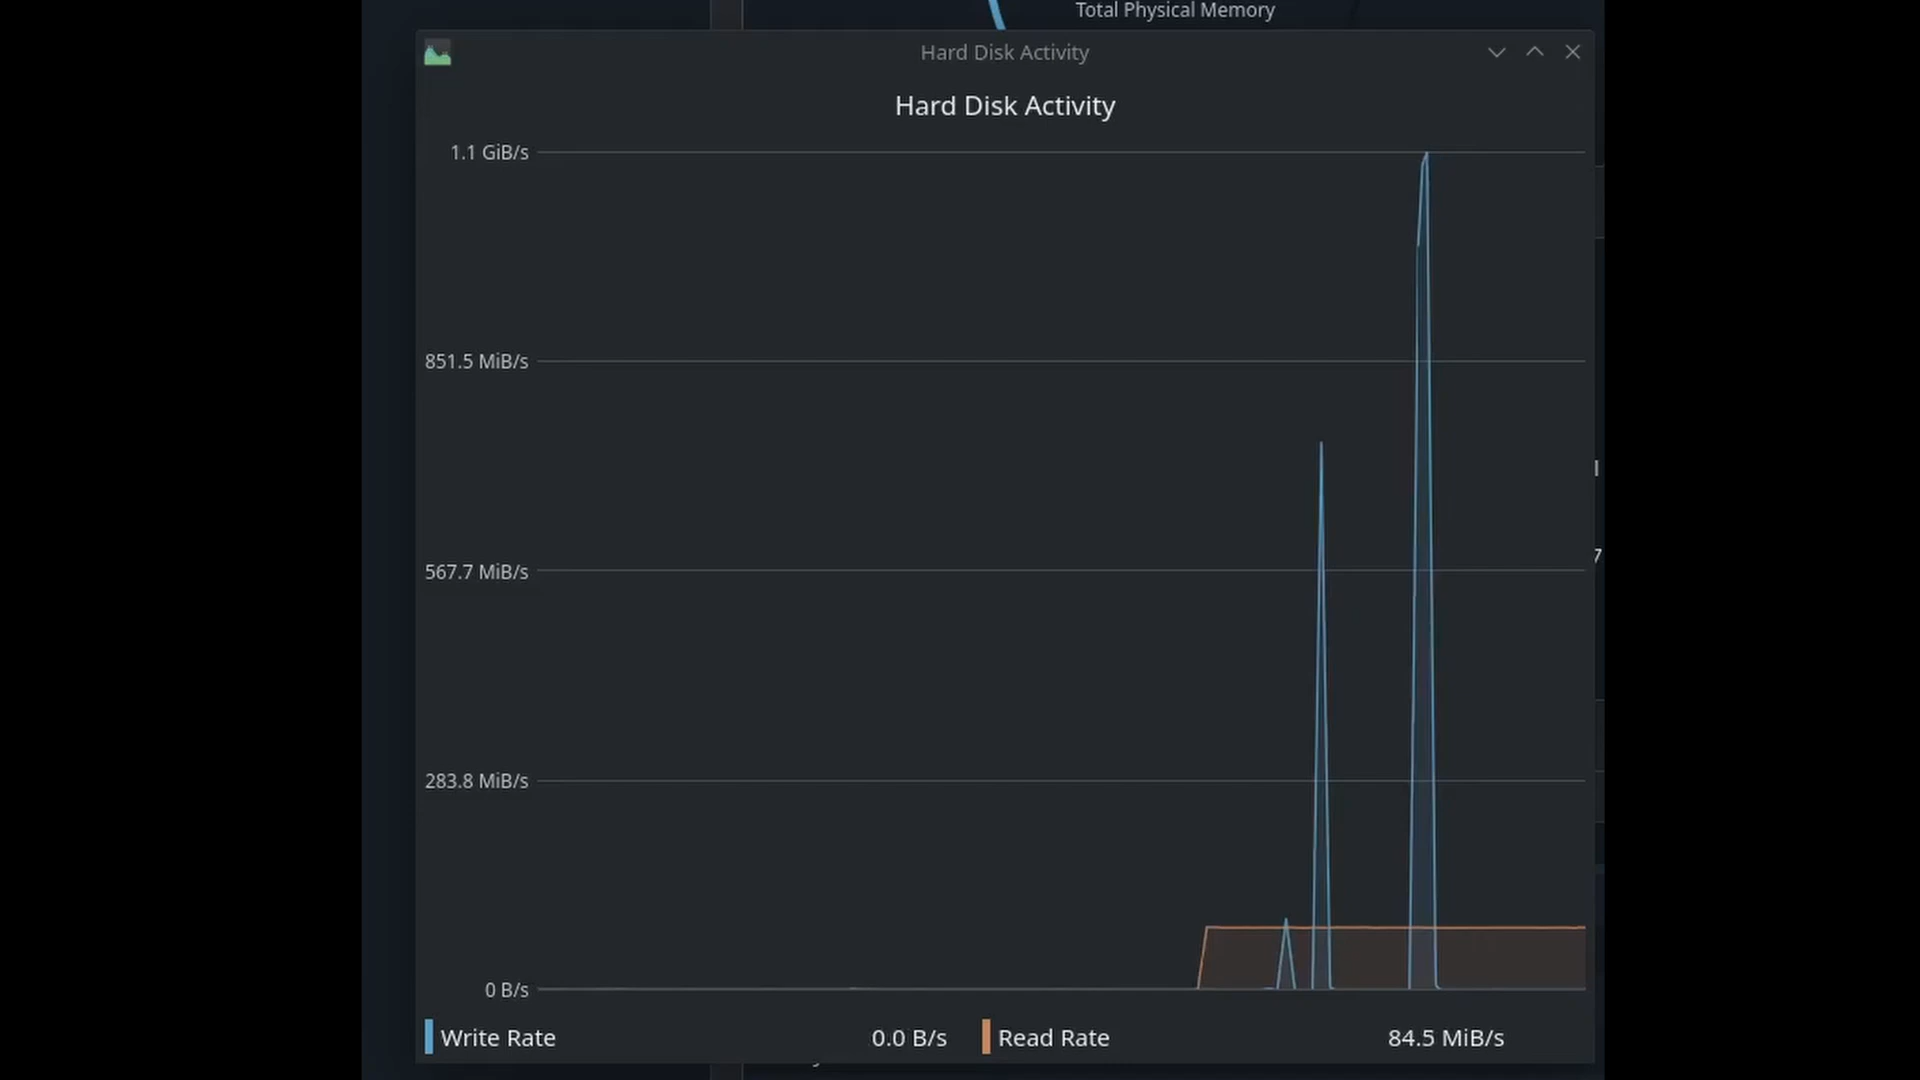 Total Physical Memory
Hard Disk Activity
Hard Disk Activity
1.1 GiB/s
851.5 MiB/s
567.7 MiB/s
283.8 MiB/s
0 B/s
Write Rate 0.0 B/s Read Rate 84.5 MiB/s